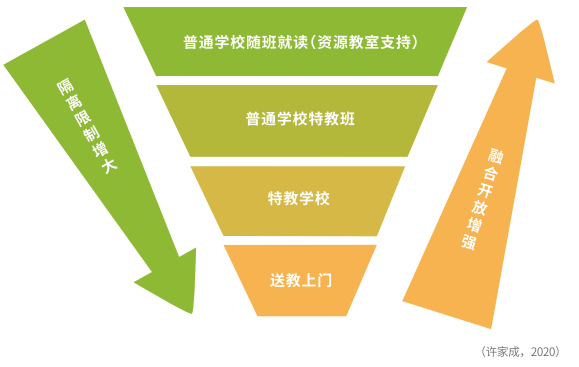 普通学校随班就读（资源教室支持）
隔离限制增大
普通学校特教班
融合开放增强
特教学校
送教上门
（许家成，2020）